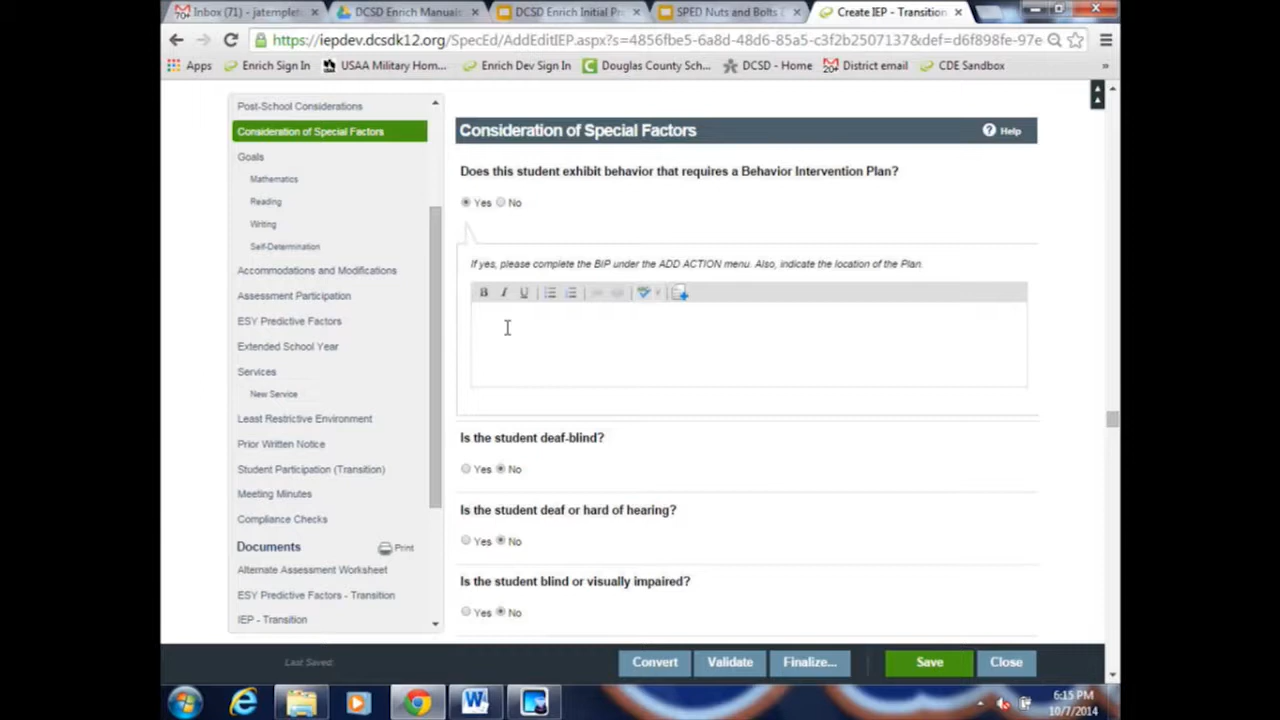 Inbox (71) - jatemplet
DCSD Enrich Manuals
DCSD Enrich Initial Pr
SPED Nuts and Bolts
Create IEP - Transition
https://iepdev.dcsdk12.org/SpecEd/AddEditIEP.aspx?s=4856fbe5-6a8d-48d6-85a5-c3f2b2507137&def=d6f898fe-97e
Apps
Enrich Sign In
USAA Military Hom...
Enrich Dev Sign In
Douglas County Sch...
DCSD - Home
District email
CDE Sandbox
»
Post-School Considerations
Consideration of Special Factors
Goals
Mathematics
Reading
Writing
Self-Determination
Accommodations and Modifications
Assessment Participation
ESY Predictive Factors
Extended School Year
Services
New Service
Least Restrictive Environment
Prior Written Notice
Student Participation (Transition)
Meeting Minutes
Compliance Checks
Documents
Print
Alternate Assessment Worksheet
ESY Predictive Factors - Transition
IEP - Transition
Consideration of Special Factors
Help
Does this student exhibit behavior that requires a Behavior Intervention Plan?
Yes No
If yes, please complete the BIP under the ADD ACTION menu. Also, indicate the location of the Plan.
B I U
Is the student deaf-blind?
Yes No
Is the student deaf or hard of hearing?
Yes No
Is the student blind or visually impaired?
Yes No
Last Saved:
Convert
Validate
Finalize...
Save
Close
6:15 PM
10/7/2014